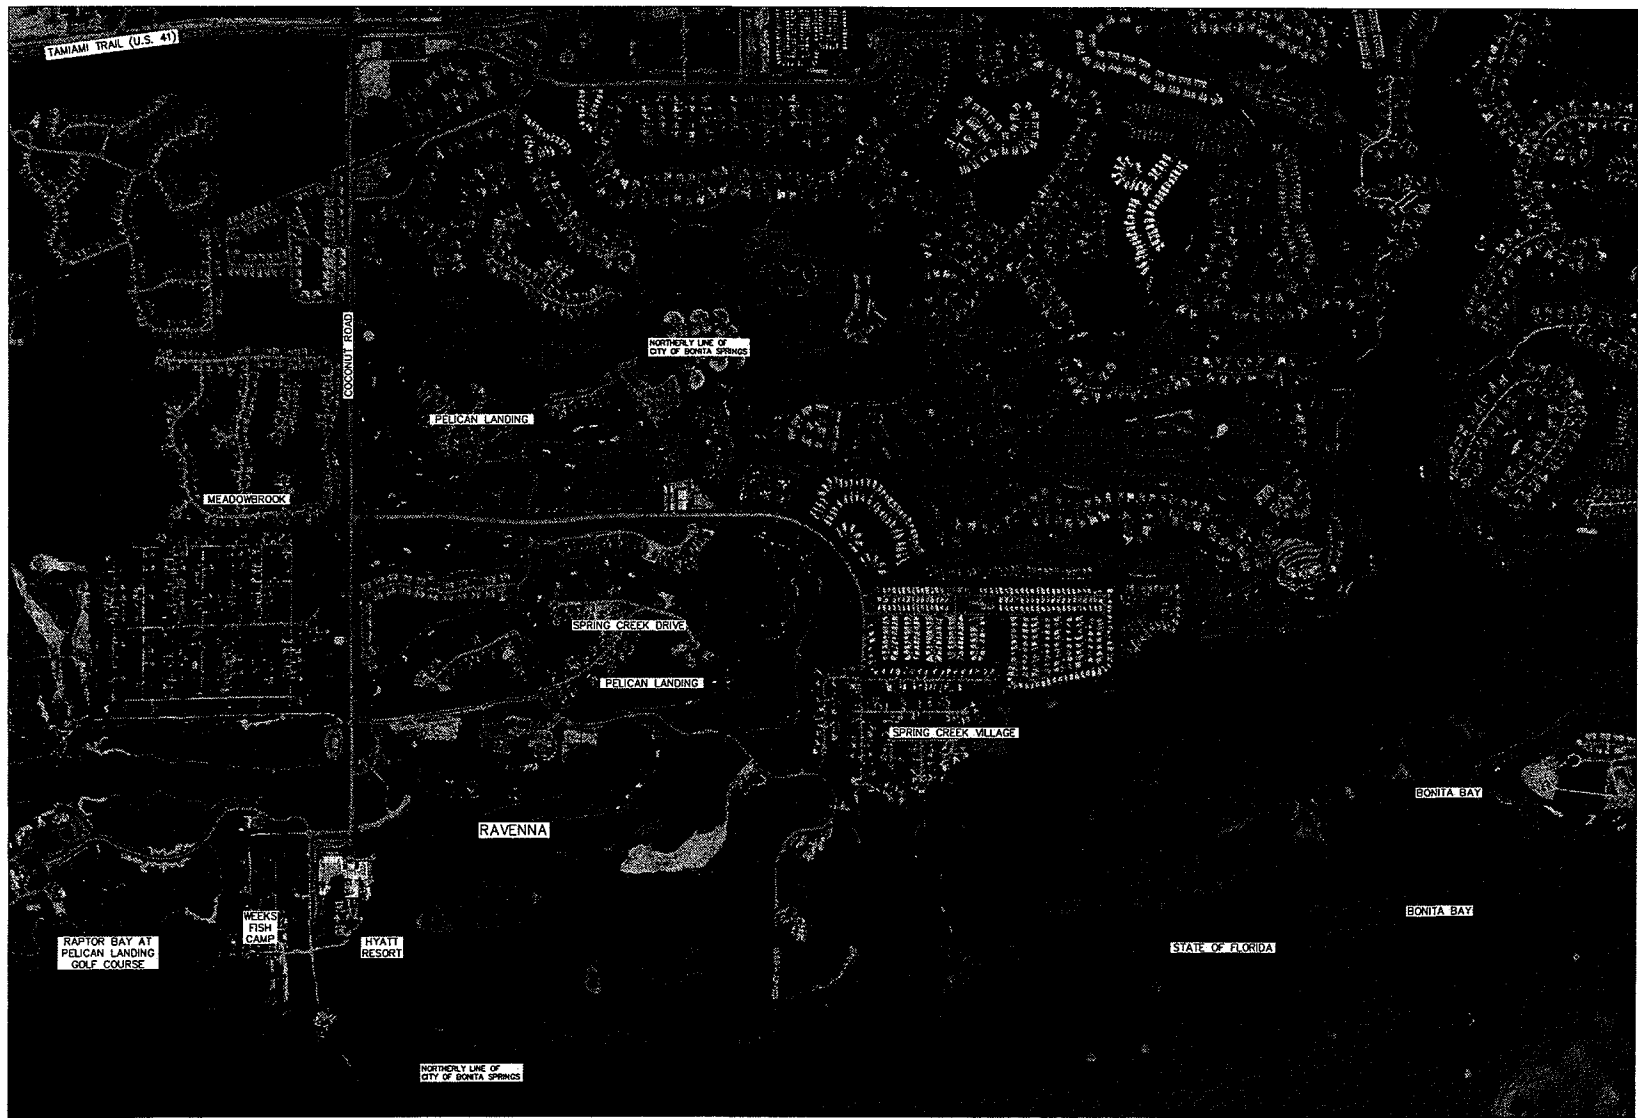 TAMIAMI TRAIL (U.S. 41)
COCONUT ROAD
NORTHERLY LINE OF
CITY OF BONITA SPRINGS
PELICAN LANDING
MEADOWBROOK
SPRING CREEK DRIVE
PELICAN LANDING
SPRING CREEK VILLAGE
BONITA BAY
RAVENNA
BONITA BAY
WEEKS
FISH
CAMP
HYATT
RESORT
RAPTOR BAY AT
PELICAN LANDING
GOLF COURSE
STATE OF FLORIDA
NORTHERLY LINE OF
CITY OF BONITA SPRINGS